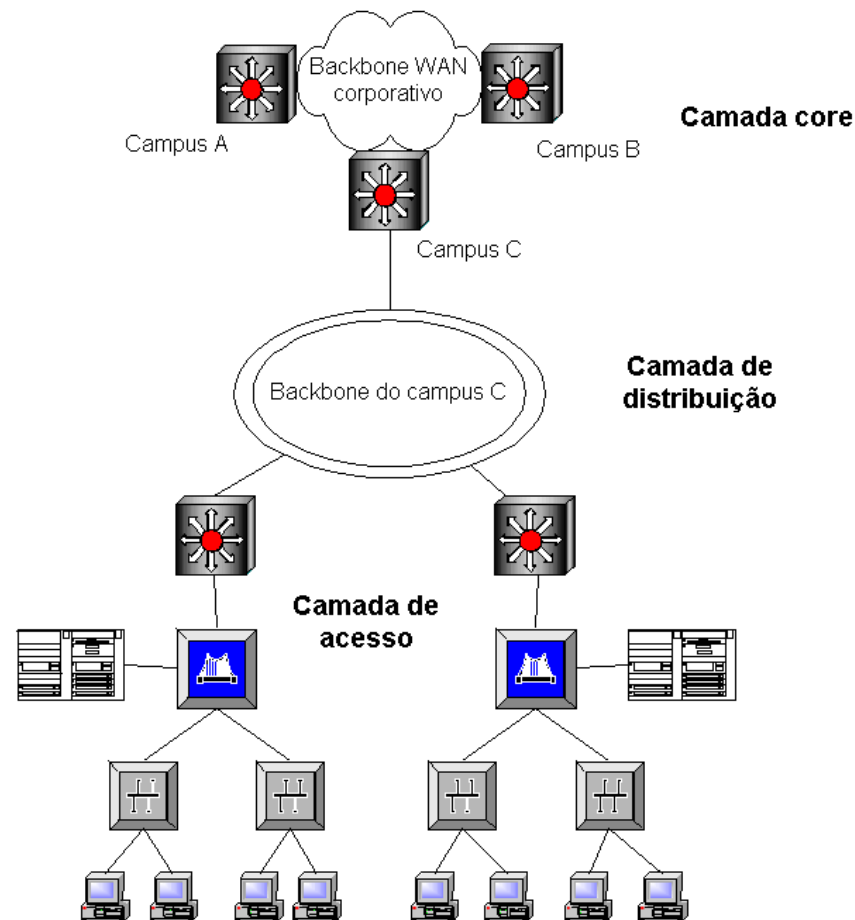 Backbone WAN
corporativo
Camada core
Campus A
Campus B
Campus C
Camada de
distribuição
Backbone do campus C
Camada de
acesso